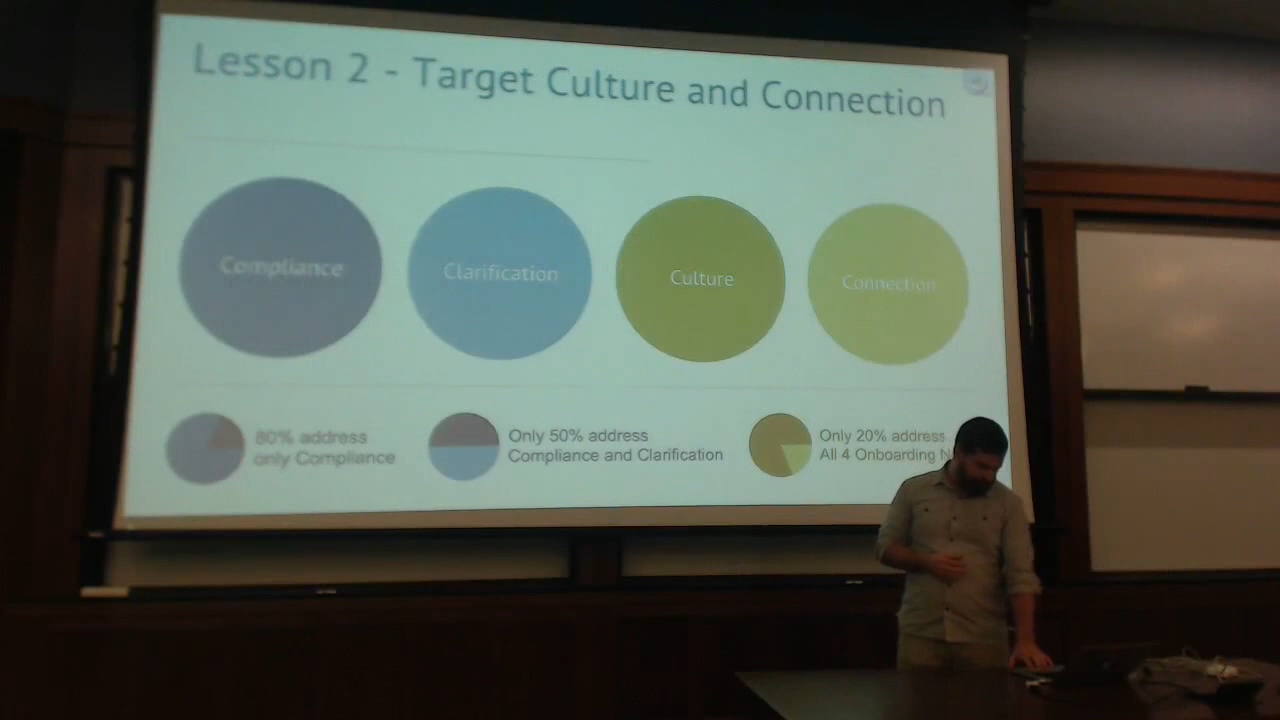 Lesson 2 - Target Culture and Connection
Compliance
Clarification
Culture
Connection
80% address
only Compliance
Only 50% address
Compliance and Clarification
Only 20% address
All 4 Onboarding